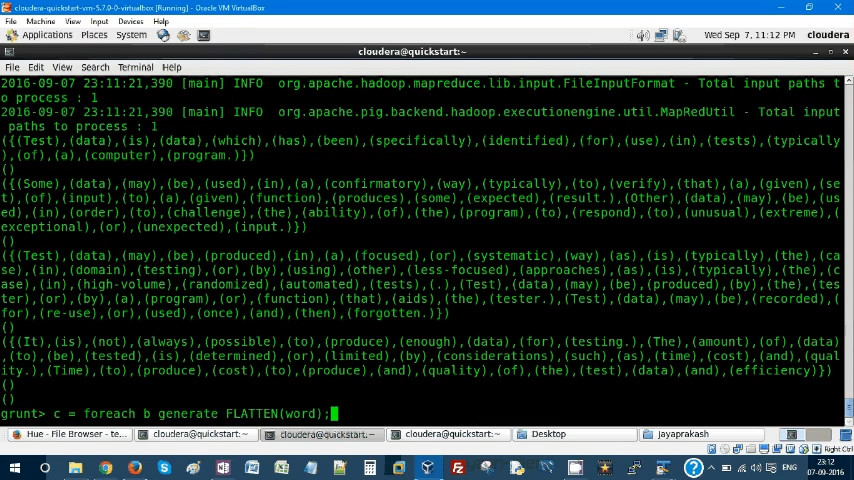 cloudera-quickstart-vm-5.7.0-0-virtualbox [Running] - Oracle VM VirtualBox
File Machine View Input Devices Help
Applications Places System Wed Sep 7, 11:12 PM cloudera
cloudera@quickstart:~
File Edit View Search Terminal Help
2016-09-07 23:11:21,390 [main] INFO org.apache.hadoop.mapreduce.lib.input.FileInputFormat - Total input paths t
o process : 1
2016-09-07 23:11:21,390 [main] INFO org.apache.pig.backend.hadoop.executionengine.util.MapRedUtil - Total input
paths to process : 1
({(Test),(data),(is),(data),(which),(has),(been),(specifically),(identified),(for),(use),(in),(tests),(typically
),(of),(a),(computer),(program.)})
()
({(Some),(data),(may),(be),(used),(in),(a),(confirmatory),(way),(typically),(to),(verify),(that),(a),(given),(se
t),(of),(input),(to),(a),(given),(function),(produces),(some),(expected),(result.),(Other),(data),(may),(be),(us
ed),(in),(order),(to),(challenge),(the),(ability),(of),(the),(program),(to),(respond),(to),(unusual),(extreme),(
exceptional),(or),(unexpected),(input.)})
()
({(Test),(data),(may),(be),(produced),(in),(a),(focused),(or),(systematic),(way),(as),(is),(typically),(the),(ca
se),(in),(domain),(testing),(or),(by),(using),(other),(less-focused),(approaches),(as),(is),(typically),(the),(c
ase),(in),(high-volume),(randomized),(automated),(tests),(.),(Test),(data),(may),(be),(produced),(by),(the),(tes
ter),(or),(by),(a),(program),(or),(function),(that),(aids),(the),(tester.),(Test),(data),(may),(be),(recorded),(
for),(re-use),(or),(used),(once),(and),(then),(forgotten.)})
()
({(It),(is),(not),(always),(possible),(to),(produce),(enough),(data),(for),(testing.),(The),(amount),(of),(data)
,(to),(be),(tested),(is),(determined),(or),(limited),(by),(considerations),(such),(as),(time),(cost),(and),(qual
ity.),(Time),(to),(produce),(cost),(to),(produce),(and),(quality),(of),(the),(test),(data),(and),(efficiency)})
()
()
grunt> c = foreach b generate FLATTEN(word);
Hue - File Browser - te... cloudera@quickstart:~ cloudera@quickstart:~ cloudera@quickstart:~ Desktop Jayaprakash
Right Ctrl
ENG 23:12
07-09-2016